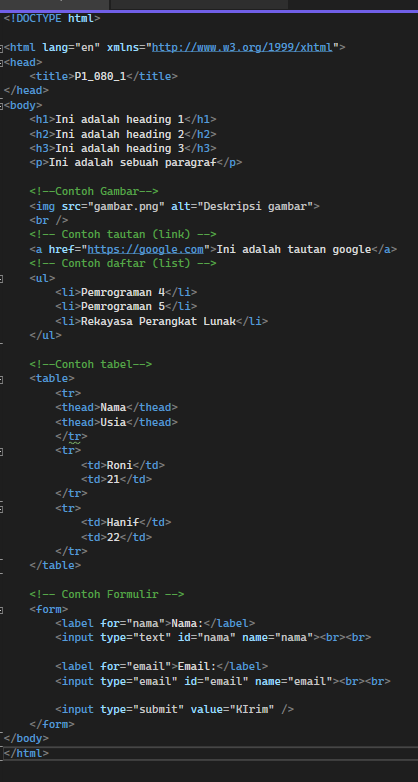 <!DOCTYPE html>
<html lang="en" xmlns="http://www.w3.org/1999/xhtml">
<head>
    <title>P1_080_1</title>
</head>
<body>
    <h1>Ini adalah heading 1</h1>
    <h2>Ini adalah heading 2</h2>
    <h3>Ini adalah heading 3</h3>
    <p>Ini adalah sebuah paragraf</p>
    <!--Contoh Gambar-->
    <img src="gambar.png" alt="Deskripsi gambar">
    <br />
    <!-- Contoh tautan (link) -->
    <a href="https://google.com">Ini adalah tautan google</a>
    <!-- Contoh daftar (list) -->
    <ul>
        <li>Pemrograman 4</li>
        <li>Pemrograman 5</li>
        <li>Rekayasa Perangkat Lunak</li>
    </ul>
    <!--Contoh tabel-->
    <table>
        <tr>
        <thead>Nama</thead>
        <thead>Usia</thead>
        </tr>
        <tr>
            <td>Roni</td>
            <td>21</td>
        </tr>
        <tr>
            <td>Hanif</td>
            <td>22</td>
        </tr>
    </table>
    <!-- Contoh Formulir -->
    <form>
        <label for="nama">Nama:</label>
        <input type="text" id="nama" name="nama"><br><br>
        <label for="email">Email:</label>
        <input type="email" id="email" name="email"><br><br>
        <input type="submit" value="KIrim" />
    </form>
</body>
</html>